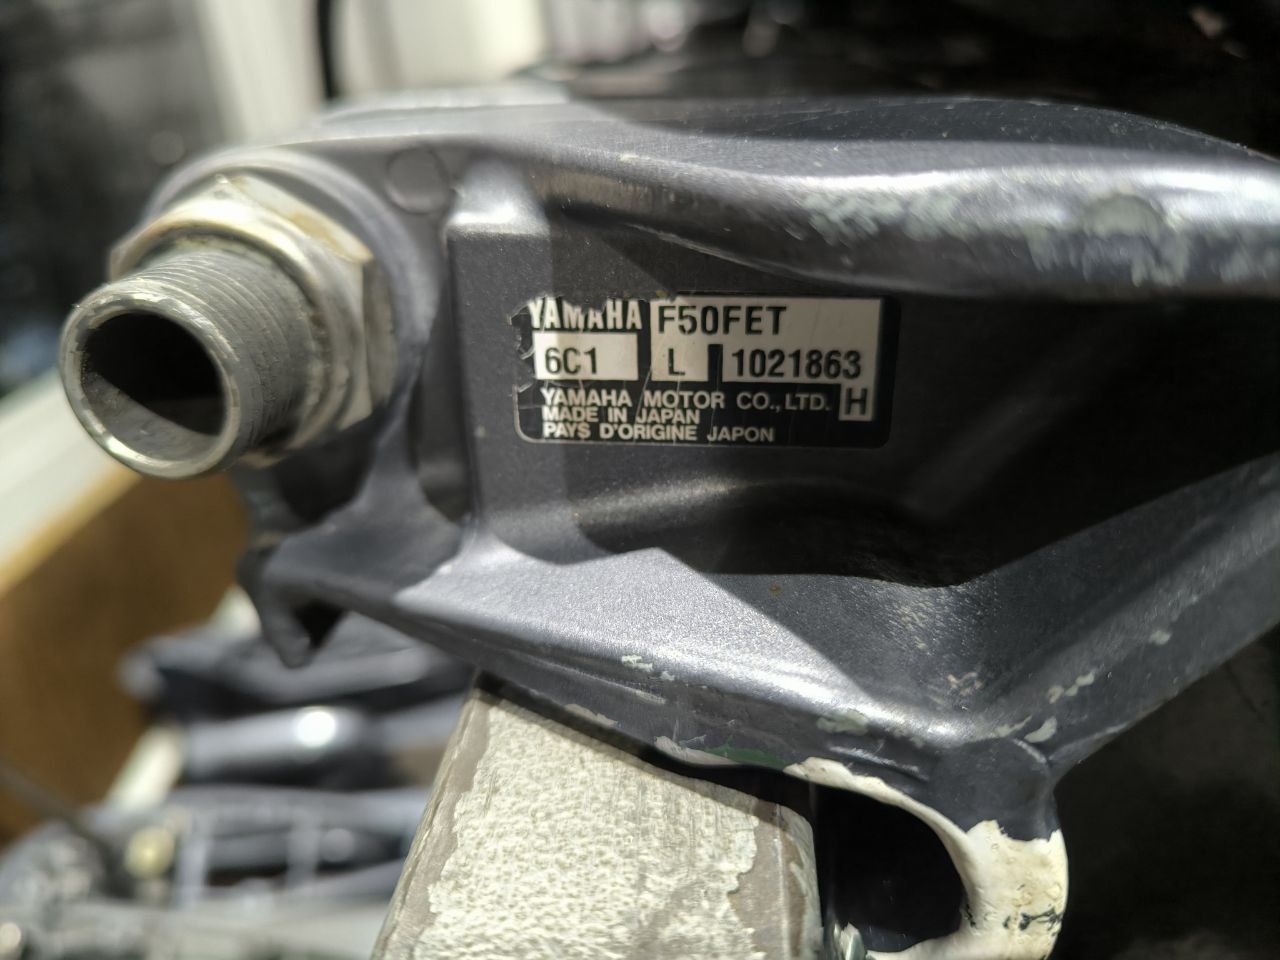 YAMAHA F50FET
6C1 L 1021863
YAMAHA MOTOR CO., LTD. H
MADE IN JAPAN
PAYS D'ORIGINE JAPON